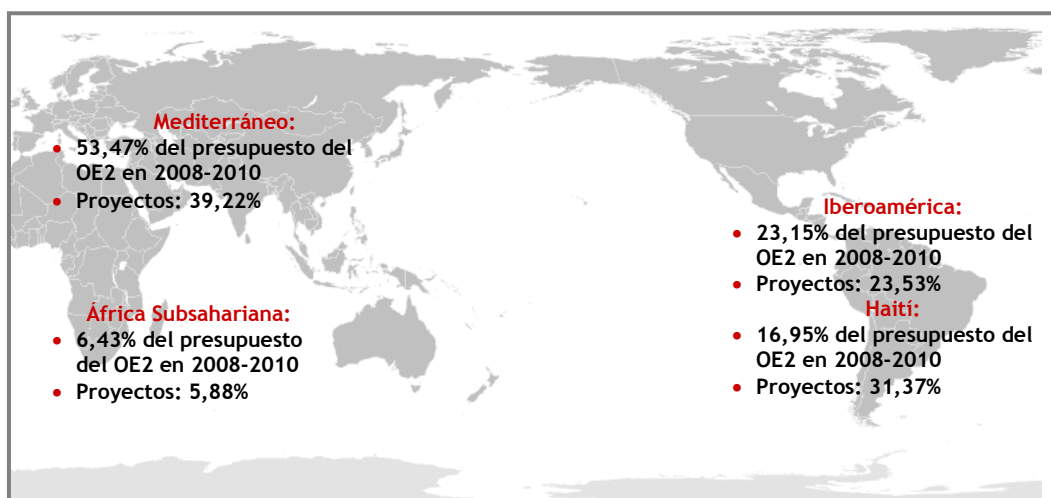 Mediterráneo:
• 53,47% del presupuesto del
OE2 en 2008-2010
• Proyectos: 39,22%
África Subsahariana:
• 6,43% del presupuesto
del OE2 en 2008-2010
• Proyectos: 5,88%
Iberoamérica:
• 23,15% del presupuesto del
OE2 en 2008-2010
• Proyectos: 23,53%
Haití:
• 16,95% del presupuesto del
OE2 en 2008-2010
• Proyectos: 31,37%